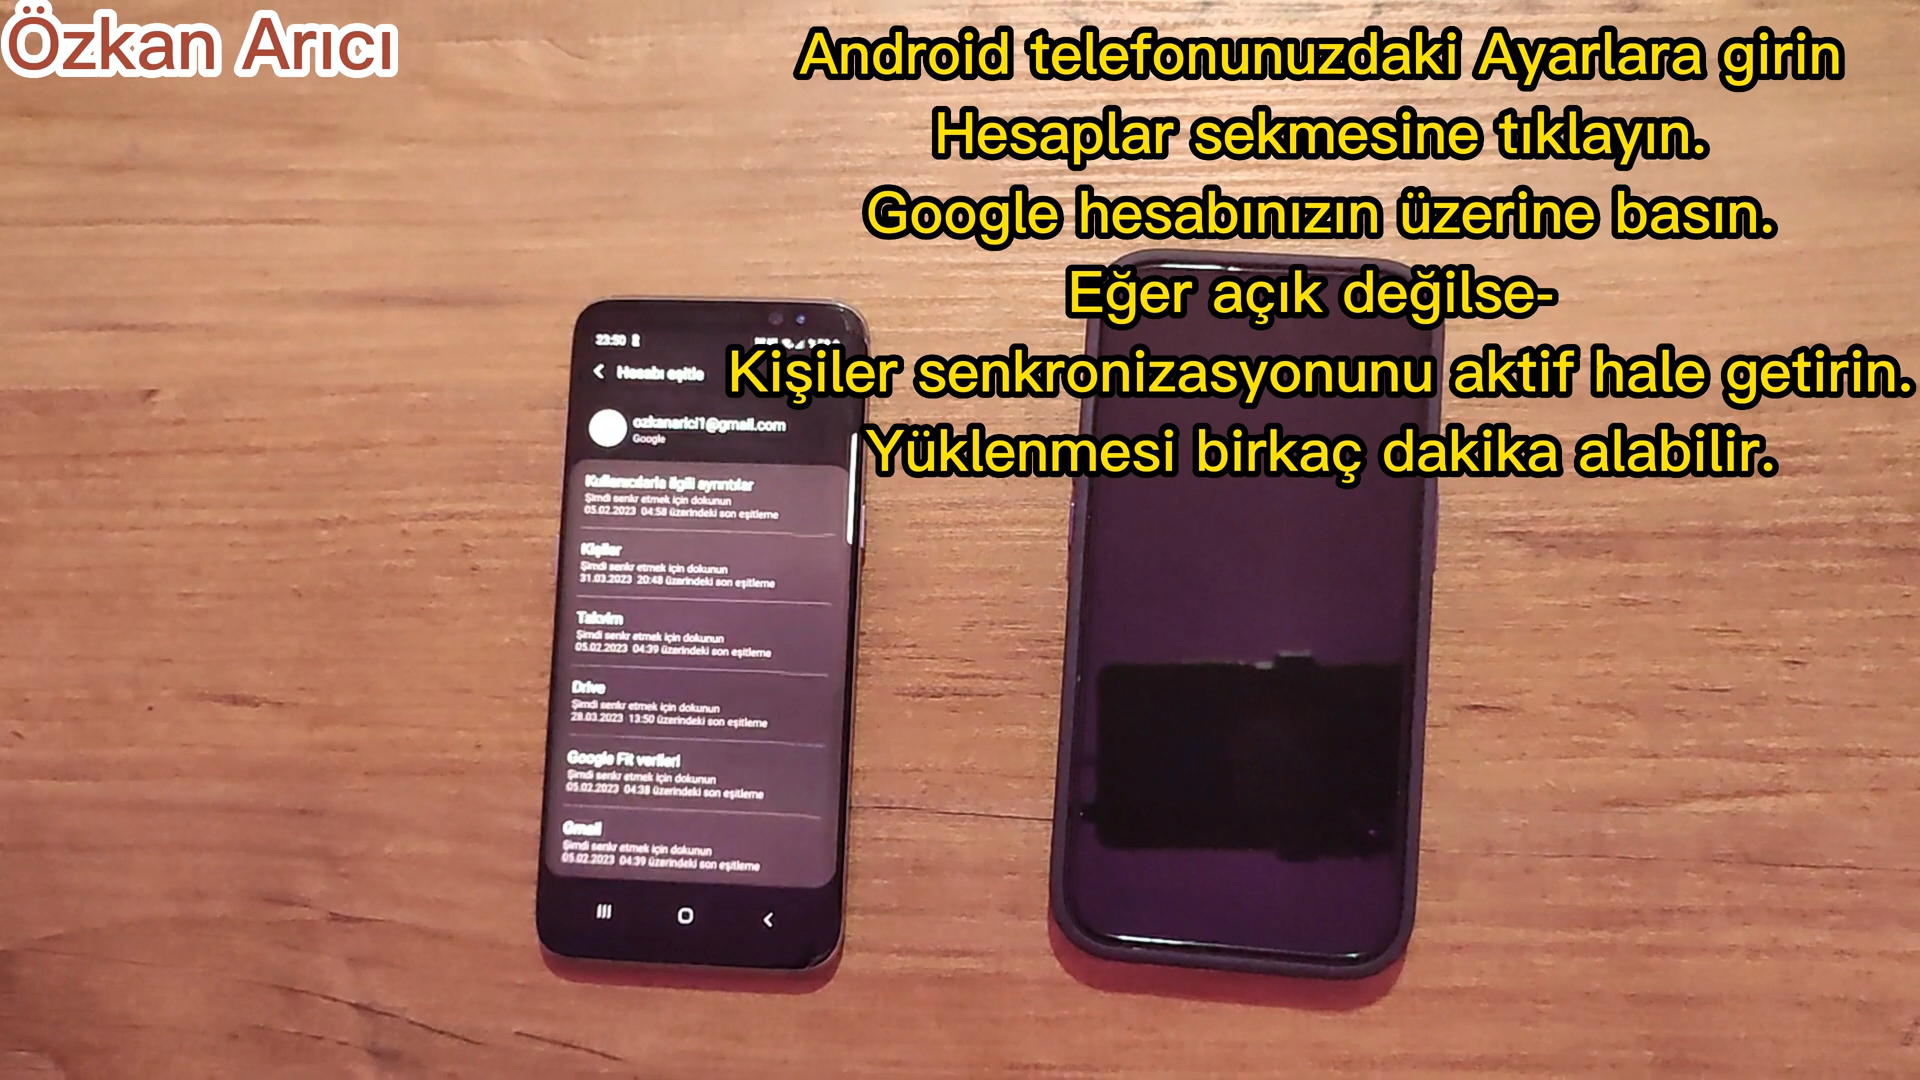 Özkan Arıcı
Android telefonunuzdaki Ayarlara girin
Hesaplar sekmesine tıklayın.
Google hesabınızın üzerine basın.
Eğer açık değilse-
Kişiler senkronizasyonunu aktif hale getirin.
Yüklenmesi birkaç dakika alabilir.
23:50
Hesabı eşitle
ozkanarici1@gmail.com
Google
Kullanıcılarla ilgili ayrıntılar
Şimdi senkr etmek için dokunun
05.02.2023 04:58 üzerindeki son eşitleme
Kişiler
Şimdi senkr etmek için dokunun
31.03.2023 20:48 üzerindeki son eşitleme
Takvim
Şimdi senkr etmek için dokunun
05.02.2023 04:39 üzerindeki son eşitleme
Drive
Şimdi senkr etmek için dokunun
28.03.2023 13:50 üzerindeki son eşitleme
Google Fit verileri
Şimdi senkr etmek için dokunun
05.02.2023 04:38 üzerindeki son eşitleme
Gmail
Şimdi senkr etmek için dokunun
05.02.2023 04:39 üzerindeki son eşitleme